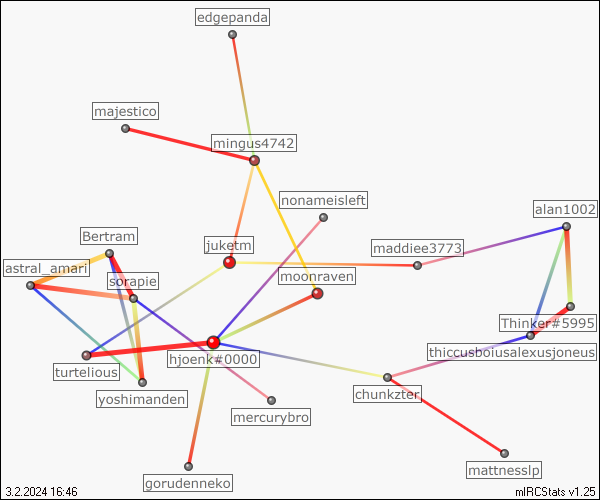 edgepanda
majestico
mingus4742
nonameisleft
alan1002
Bertram
juketm
maddiee3773
astral_amari
sorapie
moonraven
Thinker#5995
thiccusboiusalexusjoneus
hjoenk#0000
turtelious
yoshimanden
chunkzter
mercurybro
mattnesslp
gorudenneko
3.2.2024 16:46
mIRCStats v1.25